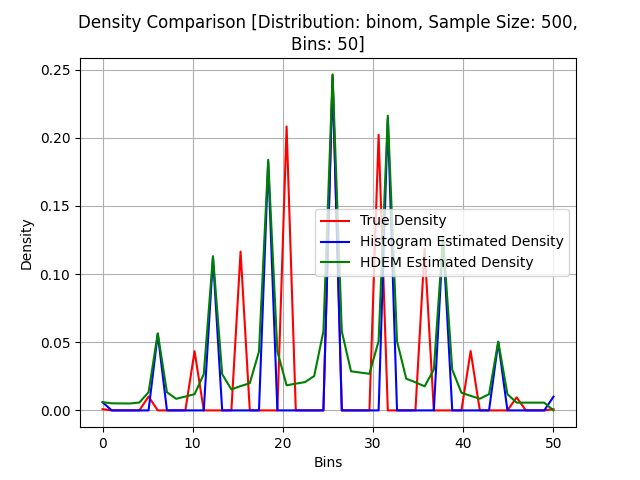 Density Comparison [Distribution: binom, Sample Size: 500,
Bins: 50]
0.25
0.20
0.15
0.10
0.05
0.00
Density
True Density
Histogram Estimated Density
HDEM Estimated Density
0 10 20 30 40 50
Bins